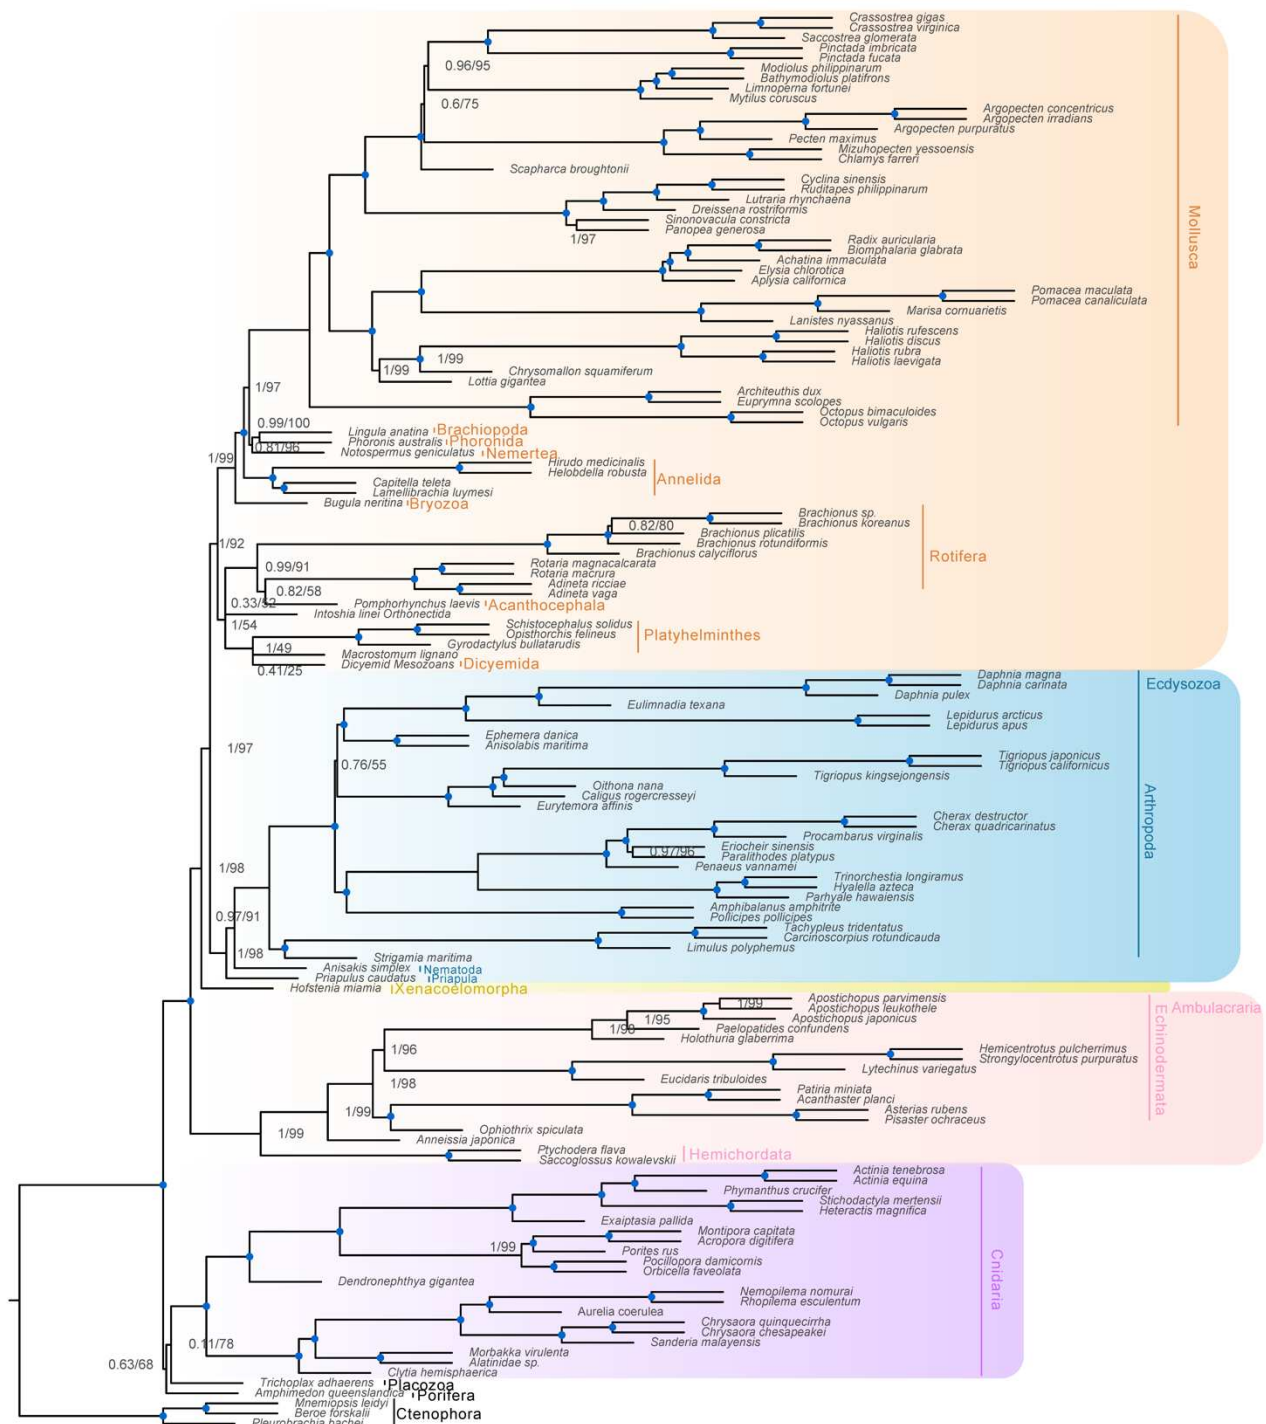 Crassostrea gigas
Crassostrea virginica
Saccostrea glomerata
Pinctada imbricata
0.96/95
Pinctada fucata
Modiolus philippinarum
Bathymodiolus platifrons
Limnoperna fortunei
Mytilus coruscus
0.6/75
Argopecten concentricus
Argopecten irradians
Argopecten purpuratus
Pecten maximus
Mizuhopecten yessoensis
Chlamys farreri
Scapharca broughtonii
Cyclina sinensis
Ruditapes philippinarum
Lutraria rhynchaena
Dreissena rostriformis
Sinonovacula constricta
Panopea generosa
1/97
Mollusca
Radix auricularia
Biomphalaria glabrata
Achatina immaculata
Elysia chlorotica
Aplysia californica
Pomacea maculata
Pomacea canaliculata
Marisa cornuarietis
Lanistes nyassanus
Haliotis rufescens
Haliotis discus
Haliotis rubra
1/99
Haliotis laevigata
1/99
Chrysomallon squamiferum
Lottia gigantea
1/97
Architeuthis dux
Euprymna scolopes
Octopus bimaculoides
Octopus vulgaris
0.99/100
Lingula anatina Brachiopoda
Phoronis australis Phoronida
0.81/96
Notospermus geniculatus Nemertea
1/99
Hirudo medicinalis
Helobdella robusta
Annelida
Capitella teleta
Lamellibrachia luymesi
Bugula neritina Bryozoa
Brachionus sp.
Brachionus koreanus
0.82/80
Brachionus plicatilis
Brachionus rotundiformis
1/92
Brachionus calyciflorus
Rotifera
0.99/91
Rotaria magnacalcarata
Rotaria macrura
Adineta ricciae
0.82/58
Adineta vaga
0.33/52
Pomphorhynchus laevis Acanthocephala
Intoshia linei Orthonectida
1/54
Schistocephalus solidus
Opisthorchis felineus
Platyhelminthes
Gyrodactylus bullatarudis
1/49
Macrostomum lignano
Dicyemid Mesozoans Dicyemida
0.41/25
Daphnia magna
Ecdysozoa
Daphnia carinata
Daphnia pulex
Eulimnadia texana
Lepidurus arcticus
Lepidurus apus
Ephemera danica
Anisolabis maritima
1/97
0.76/55
Tigriopus japonicus
Tigriopus californicus
Tigriopus kingsejongensis
Oithona nana
Caligus rogercresseyi
Eurytemora affinis
Arthropoda
Cherax destructor
Cherax quadricarinatus
Procambarus virginalis
Eriocheir sinensis
0.97/96
Paralithodes platypus
Penaeus vannamei
1/98
Trinorchestia longiramus
Hyalella azteca
Parhyale hawaiensis
Amphibalanus amphitrite
0.97/91
Pollicipes pollicipes
Tachypleus tridentatus
Carcinoscorpius rotundicauda
Limulus polyphemus
1/98
Strigamia maritima
Anisakis simplex Nematoda
Priapulus caudatus Priapula
Hofstenia miamia Xenacoelomorpha
Apostichopus parvimensis
1/99
Apostichopus leukothele
Ambulacraria
1/95
Apostichopus japonicus
1/98
Paelopatides confundens
Holothuria glaberrima
Echinodermata
1/96
Hemicentrotus pulcherrimus
Strongylocentrotus purpuratus
Lytechinus variegatus
Eucidaris tribuloides
1/98
Patiria miniata
Acanthaster planci
1/99
Asterias rubens
Pisaster ochraceus
Ophiothrix spiculata
1/99
Anneissia japonica
Ptychodera flava
Hemichordata
Saccoglossus kowalevskii
Actinia tenebrosa
Actinia equina
Phymanthus crucifer
Stichodactyla mertensii
Heteractis magnifica
Exaiptasia pallida
Montipora capitata
Acropora digitifera
1/99
Porites rus
Pocillopora damicornis
Orbicella faveolata
Cnidaria
Dendronephthya gigantea
Nemopilema nomurai
Rhopilema esculentum
Aurelia coerulea
Chrysaora quinquecirrha
Chrysaora chesapeakei
0.11/78
Sanderia malayensis
Morbakka virulenta
0.63/68
Alatinidae sp.
Clytia hemisphaerica
Trichoplax adhaerens Placozoa
Amphimedon queenslandica Porifera
Mnemiopsis leidyi
Beroe forskalii
Ctenophora
Pleurobrachia bachei